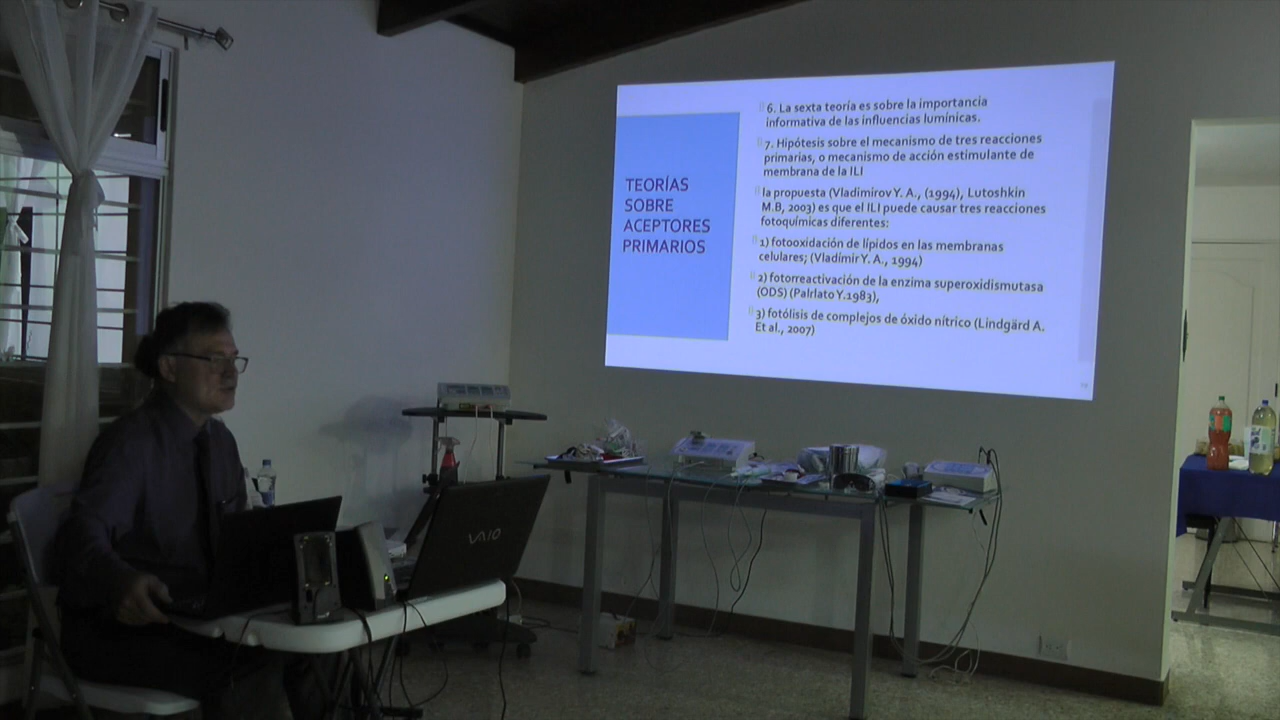 TEORÍAS
SOBRE
ACEPTORES
PRIMARIOS
6. La sexta teoría es sobre la importancia
informativa de las influencias lumínicas.
7. Hipótesis sobre el mecanismo de tres reacciones
primarias, o mecanismo de acción estimulante de
membrana de la ILI
la propuesta (Vladimirov Y. A., (1994), Lutoshkin
M.B, 2003) es que el ILI puede causar tres reacciones
fotoquímicas diferentes:
1) fotooxidación de lípidos en las membranas
celulares; (Vladímir Y. A., 1994)
2) fotorreactivación de la enzima superoxidismutasa
(ODS) (Palrlato Y.1983),
3) fotólisis de complejos de óxido nítrico (Lindgärd A.
Et al., 2007)
VAIO